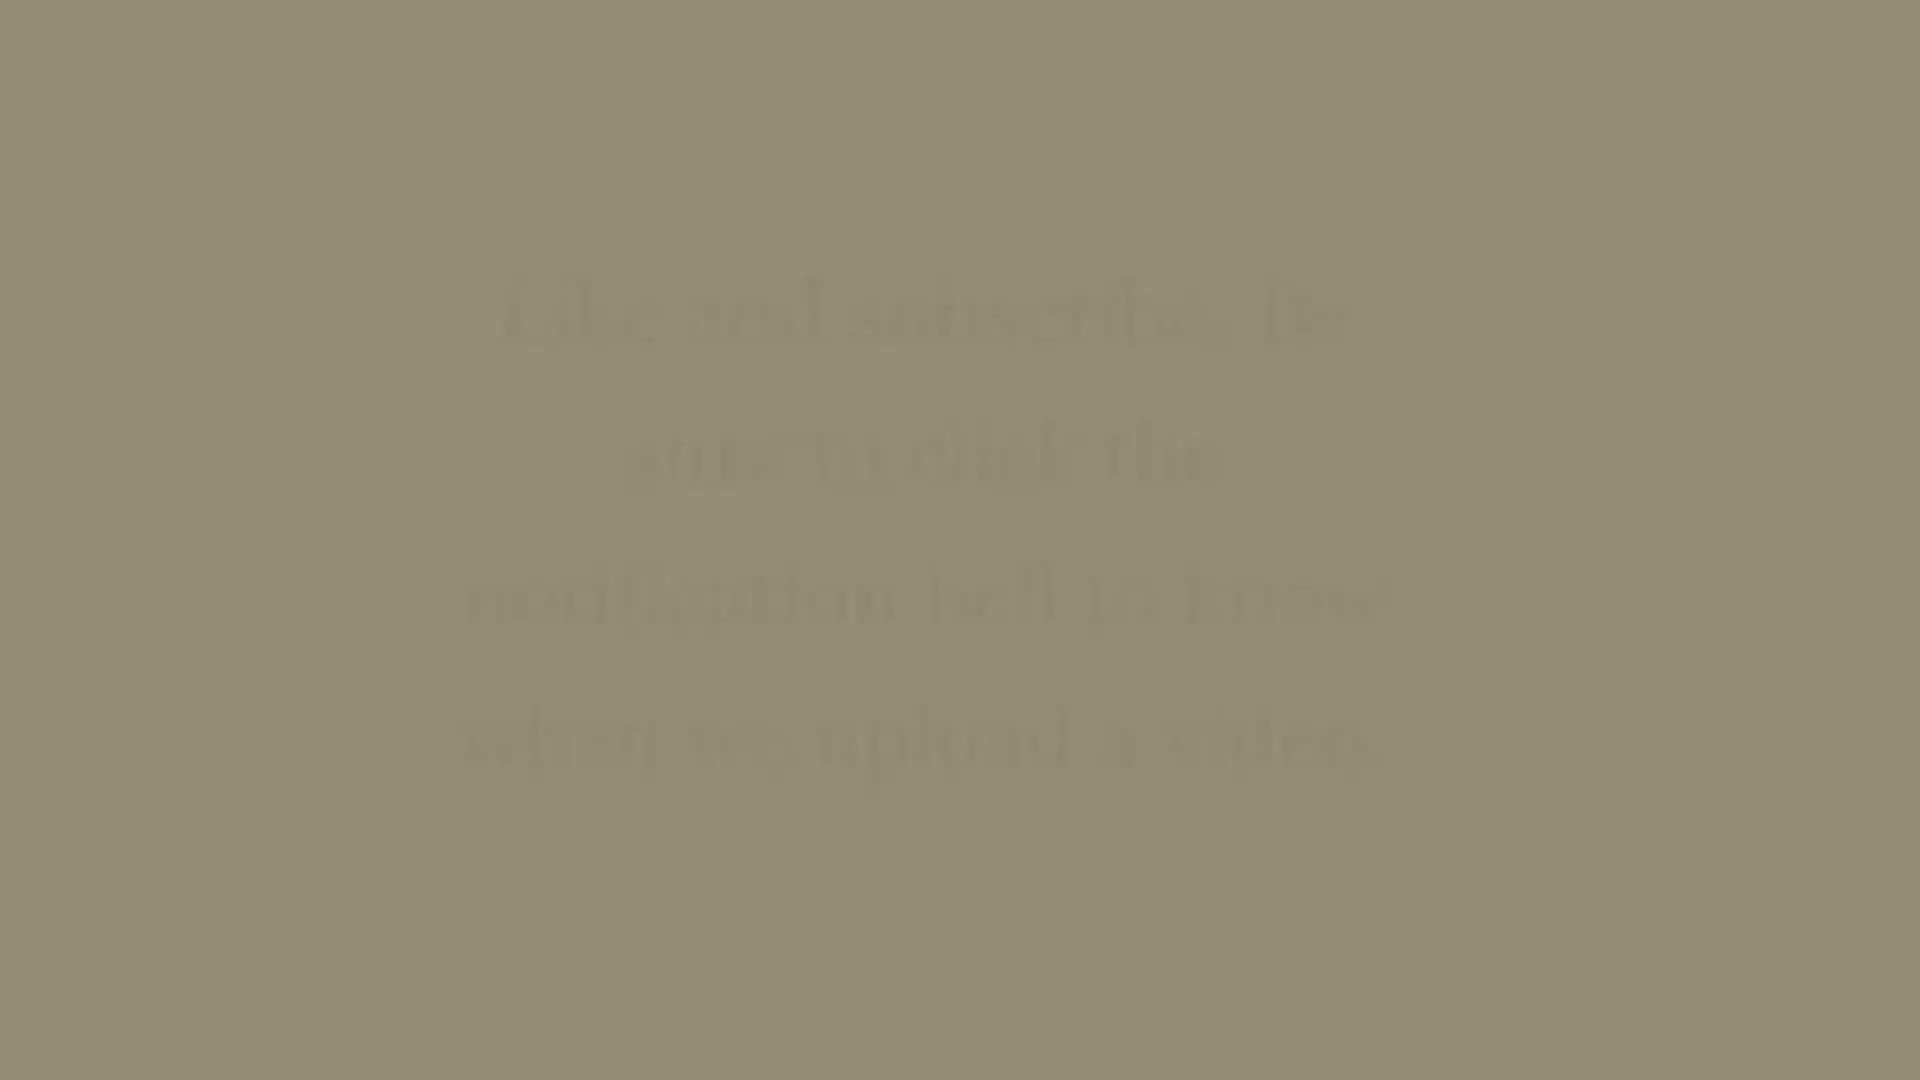 Like and subscribe. Be
sure to click the
notification bell to know
when we upload a video.